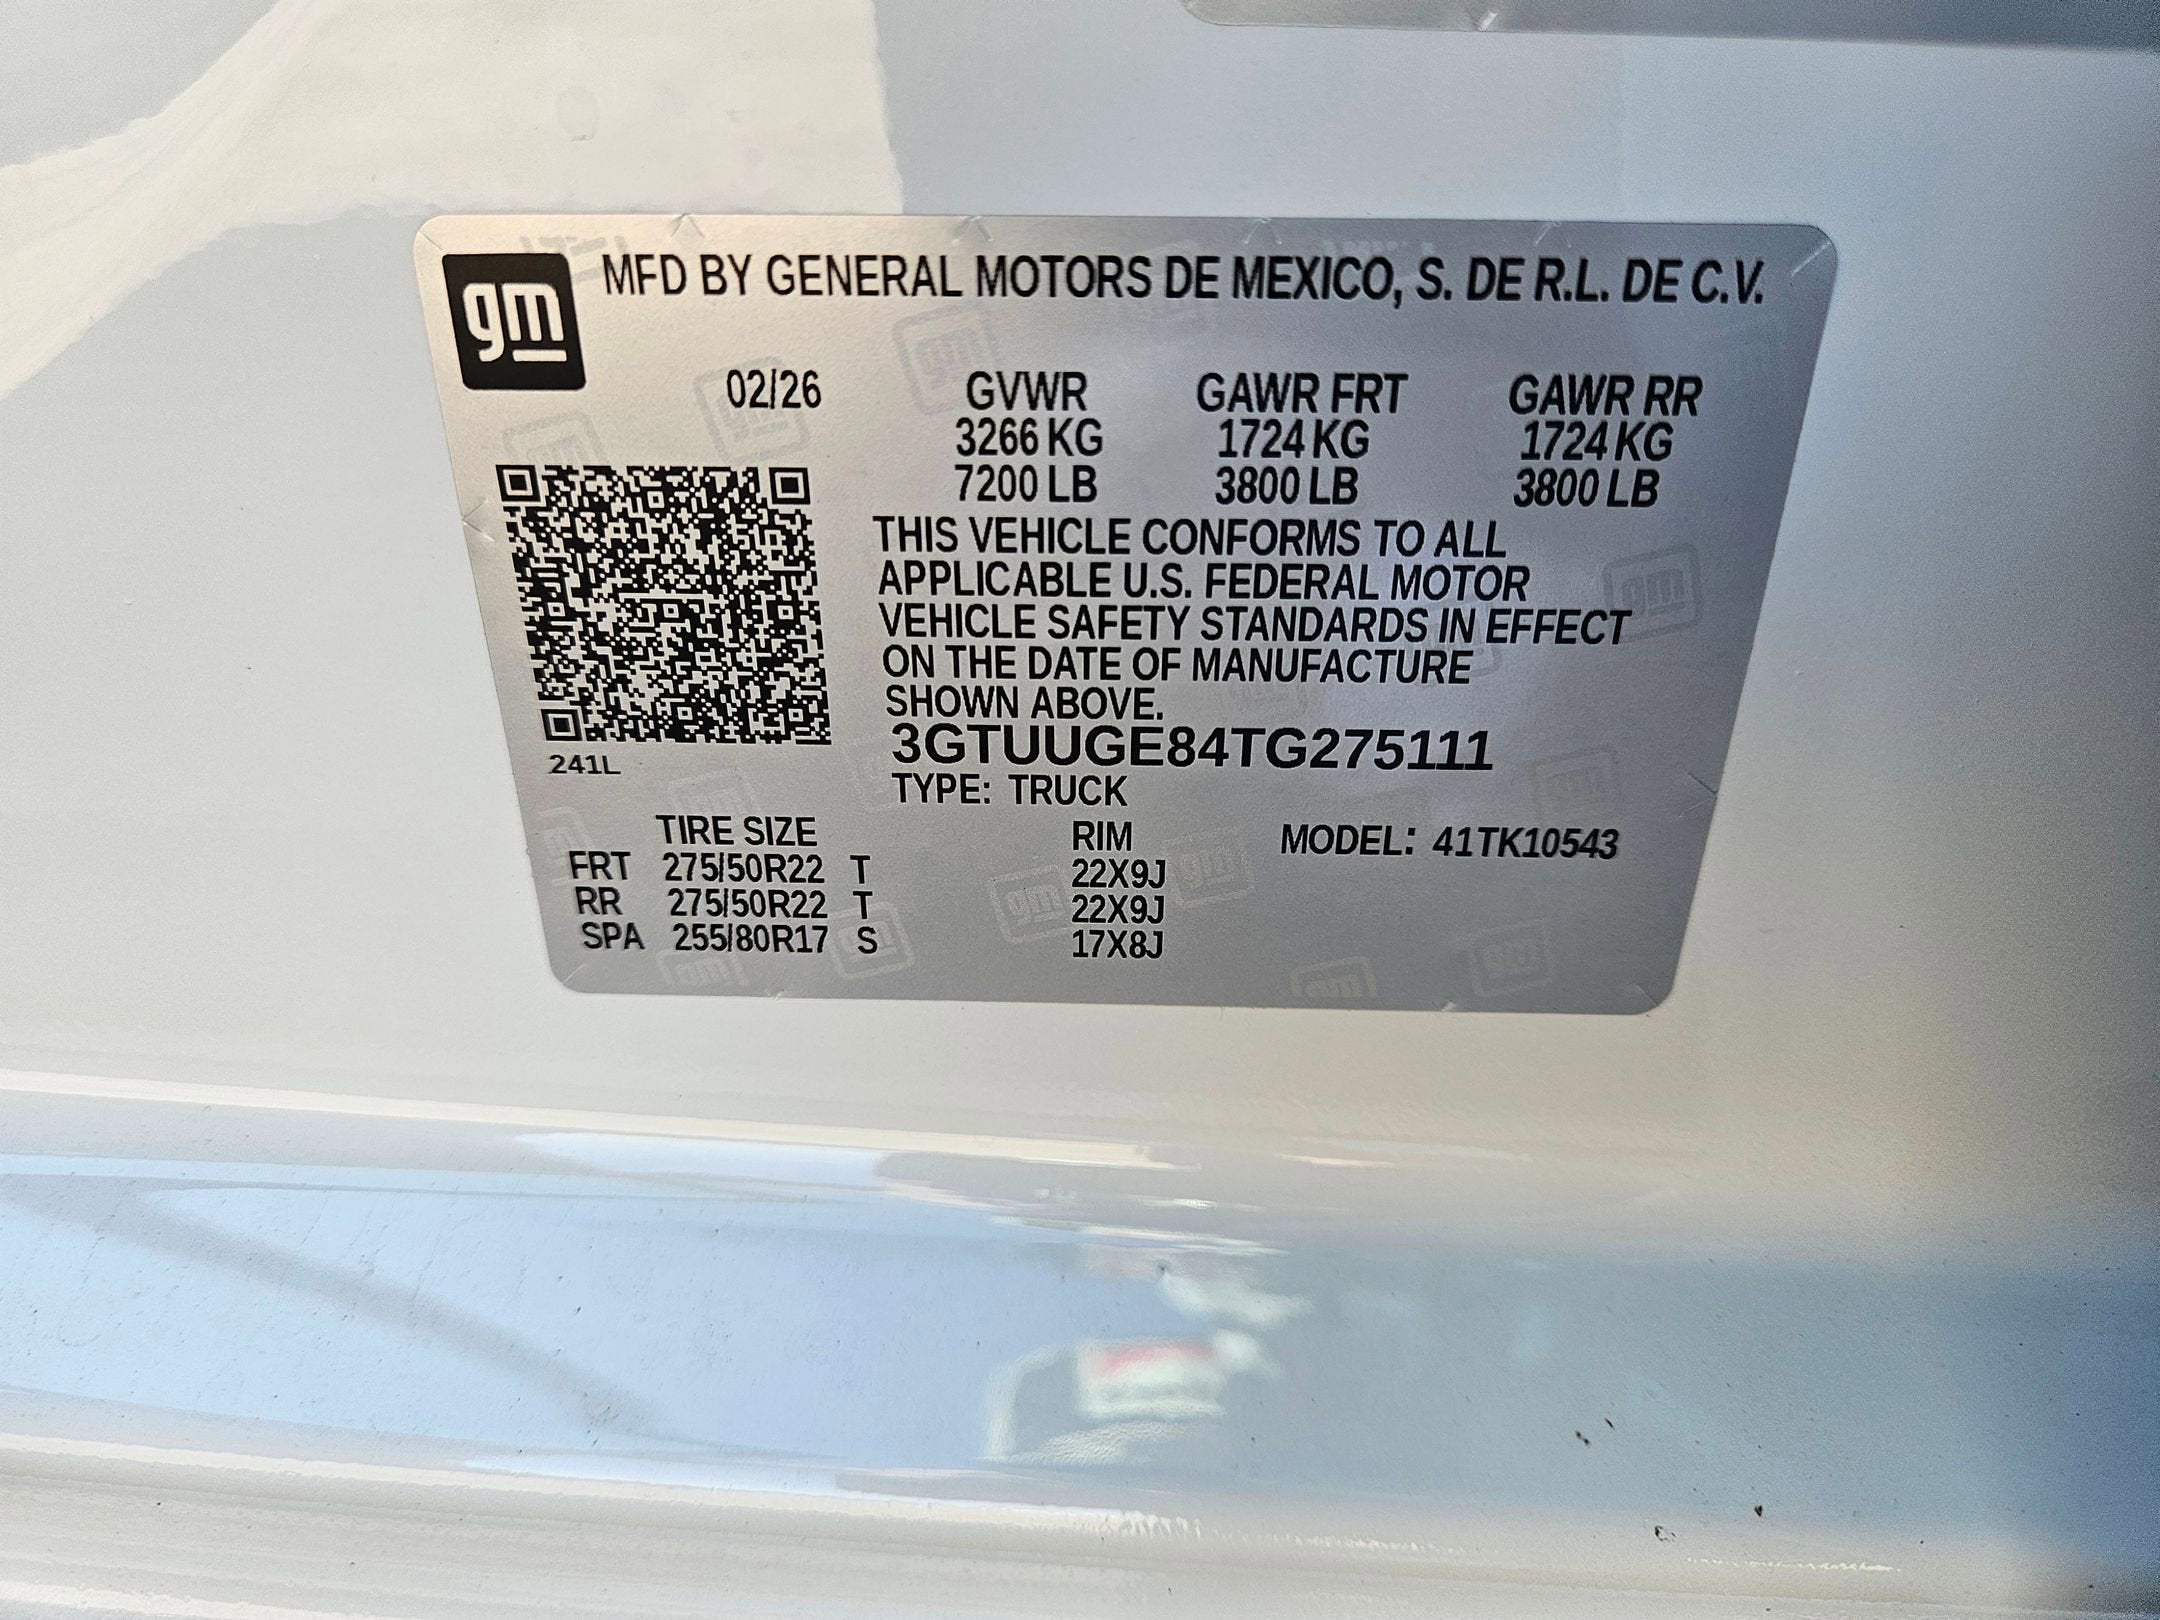 gm
MFD BY GENERAL MOTORS DE MEXICO, S. DE R.L. DE C.V.
02/26 GVWR GAWR FRT GAWR RR
3266 KG 1724 KG 1724 KG
7200 LB 3800 LB 3800 LB
THIS VEHICLE CONFORMS TO ALL
APPLICABLE U.S. FEDERAL MOTOR
VEHICLE SAFETY STANDARDS IN EFFECT
ON THE DATE OF MANUFACTURE
SHOWN ABOVE.
3GTUUGE84TG275111
241L
TYPE: TRUCK
TIRE SIZE RIM MODEL: 41TK10543
FRT 275/50R22 T 22X9J
RR 275/50R22 T 22X9J
SPA 255/80R17 S 17X8J